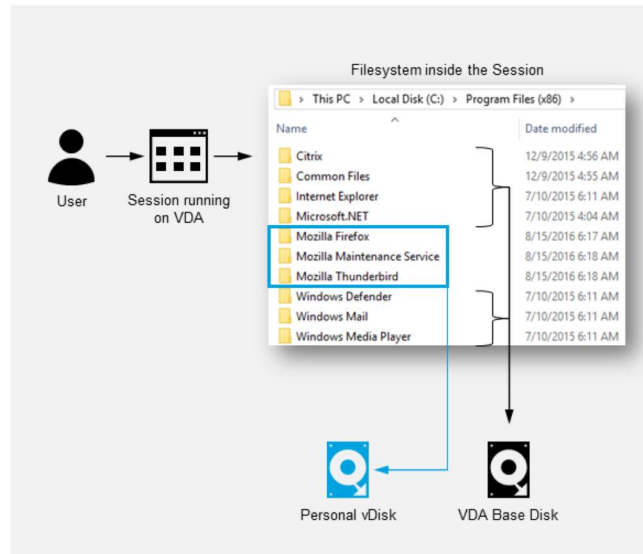 Filesystem inside the Session
> This PC > Local Disk (C:) > Program Files (x86) >
Name Date modified
Citrix 12/9/2015 4:56 AM
Common Files 12/9/2015 4:55 AM
Internet Explorer 7/10/2015 6:11 AM
Microsoft.NET 7/10/2015 4:04 AM
Mozilla Firefox 8/15/2016 6:17 AM
Mozilla Maintenance Service 8/15/2016 6:18 AM
Mozilla Thunderbird 8/15/2016 6:18 AM
Windows Defender 7/10/2015 6:11 AM
Windows Mail 7/10/2015 6:11 AM
Windows Media Player 7/10/2015 6:11 AM
User
Session running
on VDA
Personal vDisk
VDA Base Disk